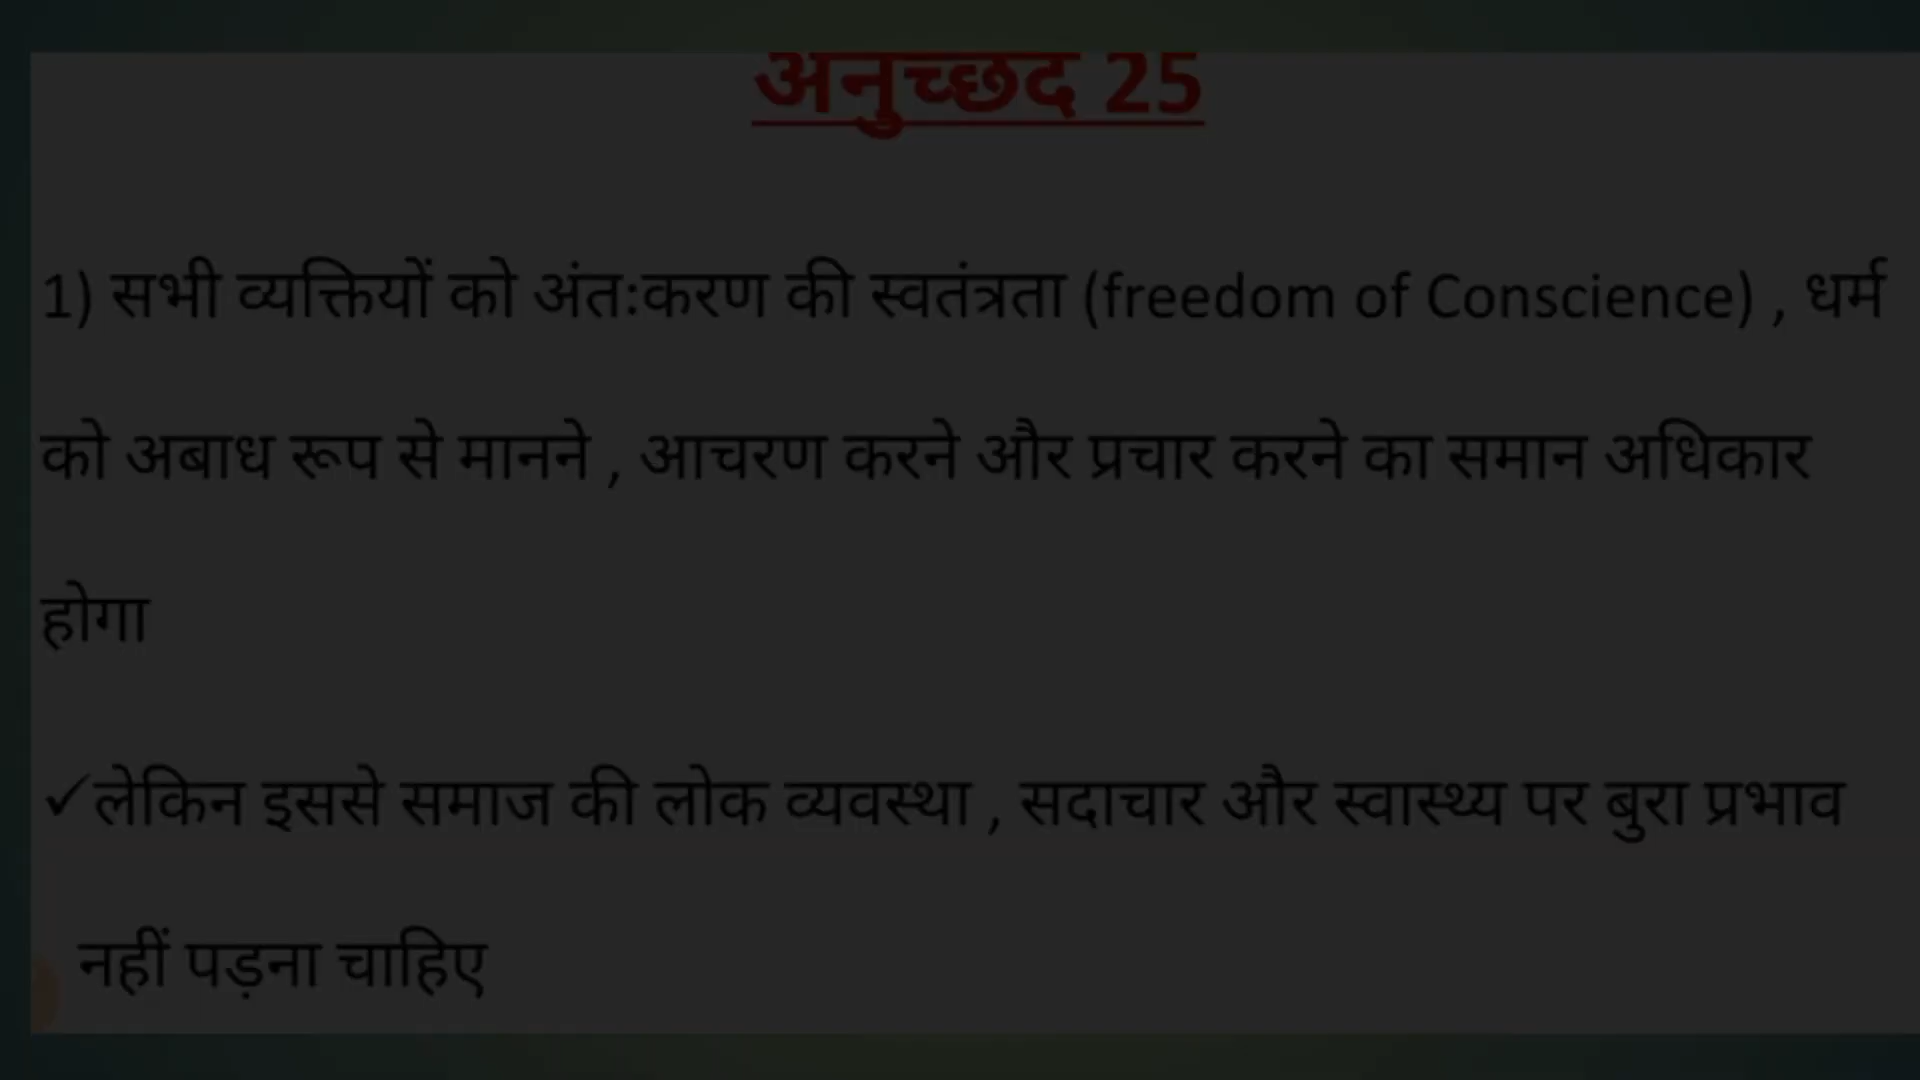 अनुच्छेद 25
1) सभी व्यक्तियों को अंतःकरण की स्वतंत्रता (freedom of Conscience) , धर्म
को अबाध रूप से मानने , आचरण करने और प्रचार करने का समान अधिकार
होगा
✓लेकिन इससे समाज की लोक व्यवस्था , सदाचार और स्वास्थ्य पर बुरा प्रभाव
नहीं पड़ना चाहिए